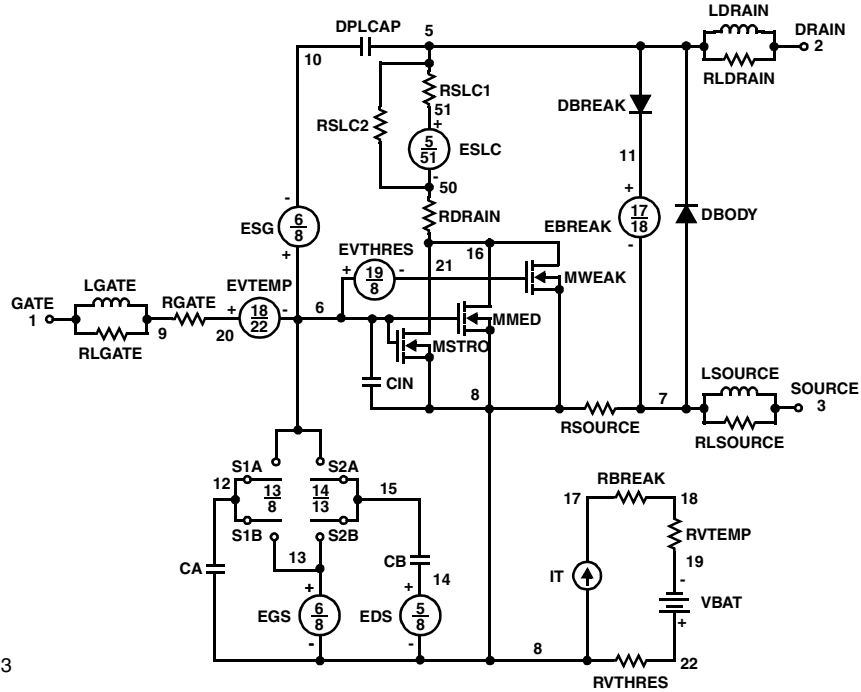 LDRAIN
DPLCAP 5 DRAIN
10 2
RLDRAIN
RSLC1
51
DBREAK
RSLC2
+
5
51
ESLC
-
50
11
-
+
RDRAIN
6
8
ESG
17
18
EBREAK
DBODY
+
EVTHRES
16
-
+ 19
8 -
21
MWEAK
LGATE
EVTEMP
GATE
1
RGATE
+ 18
22 -
6
MMED
9
20
MSTRO
RLGATE
LSOURCE
CIN
8
7
SOURCE
3
RSOURCE
RLSOURCE
S1A
S2A
12
13
8
14
13
15
RBREAK
17
18
S1B
S2B
RVTEMP
13
CB
19
CA
IT
14
-
+
+
VBAT
EGS
6
8
EDS
5
8
+
-
-
8
22
RVTHRES
3